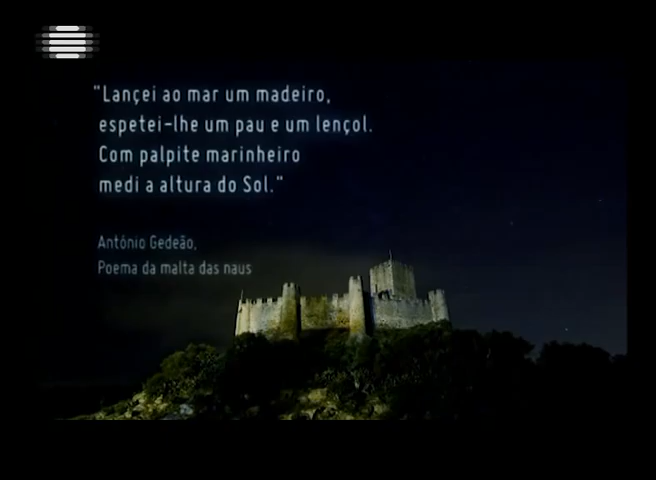 "Lançei ao mar um madeiro,
espetei-lhe um pau e um lençol.
Com palpite marinheiro
medi a altura do Sol."
António Gedeão,
Poema da malta das naus